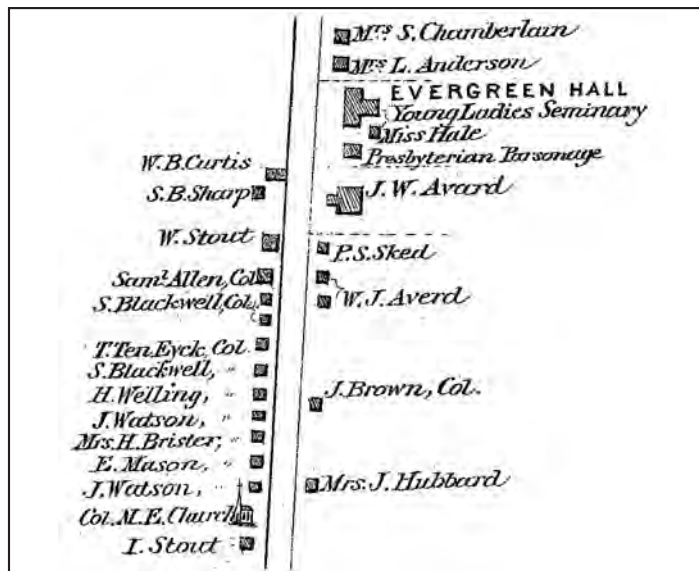 W. B. Curtis
S. B. Sharp
W. Stout
Saml. Allen, Col.
S. Blackwell, Col.
T. Ten Eyck, Col.
S. Blackwell, "
H. Welling, "
J. Watson, "
Mrs. H. Brister, "
E. Mason, "
J. Watson, "
Col. M. E. Church
I. Stout
Mrs S. Chamberlain
Mrs L. Anderson
EVERGREEN HALL
Young Ladies Seminary
Miss Hale
Presbyterian Parsonage
J. W. Avard
P. S. Sked
W. J. Averd
J. Brown, Col.
Mrs. J. Hubbard